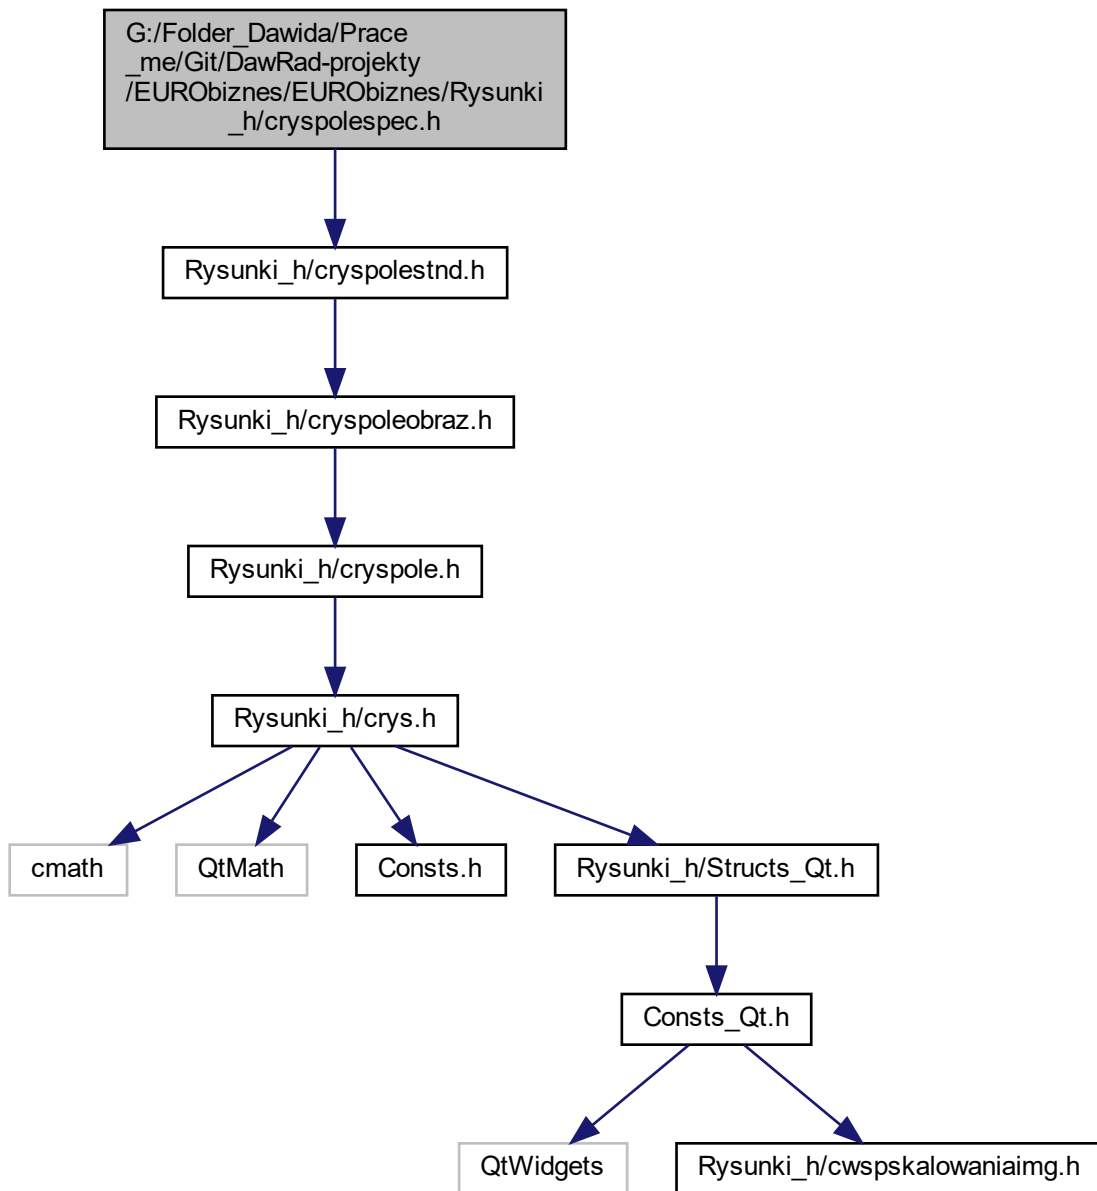 G:/Folder_Dawida/Prace
_me/Git/DawRad-projekty
/EURObiznes/EURObiznes/Rysunki
_h/cryspolespec.h
Rysunki_h/cryspolestnd.h
Rysunki_h/cryspoleobraz.h
Rysunki_h/cryspole.h
Rysunki_h/crys.h
cmath
QtMath
Consts.h
Rysunki_h/Structs_Qt.h
Consts_Qt.h
QtWidgets
Rysunki_h/cwspskalowaniaimg.h